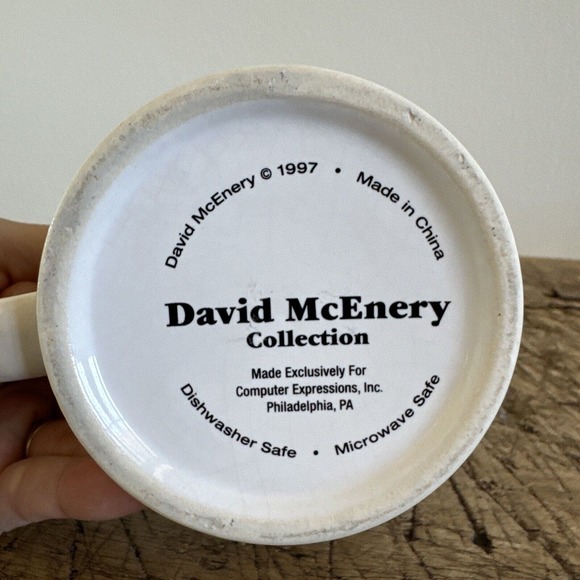 David McEnery © 1997 • Made in China
David McEnery
Collection
Made Exclusively For
Computer Expressions, Inc.
Philadelphia, PA
Dishwasher Safe • Microwave Safe